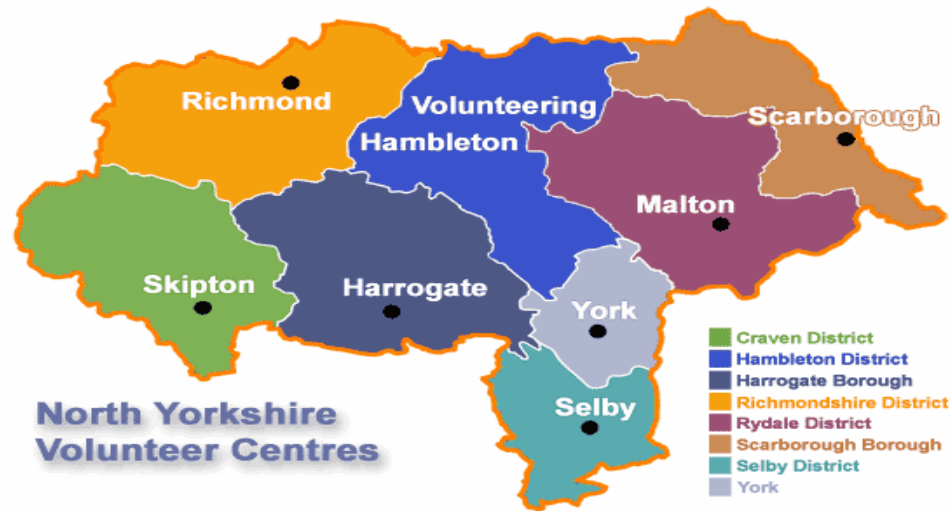 Richmond
Volunteering
Hambleton
Scarborough
Malton
Skipton
Harrogate
York
Selby
Craven District
Hambleton District
Harrogate Borough
Richmondshire District
Rydale District
Scarborough Borough
Selby District
York
North Yorkshire
Volunteer Centres